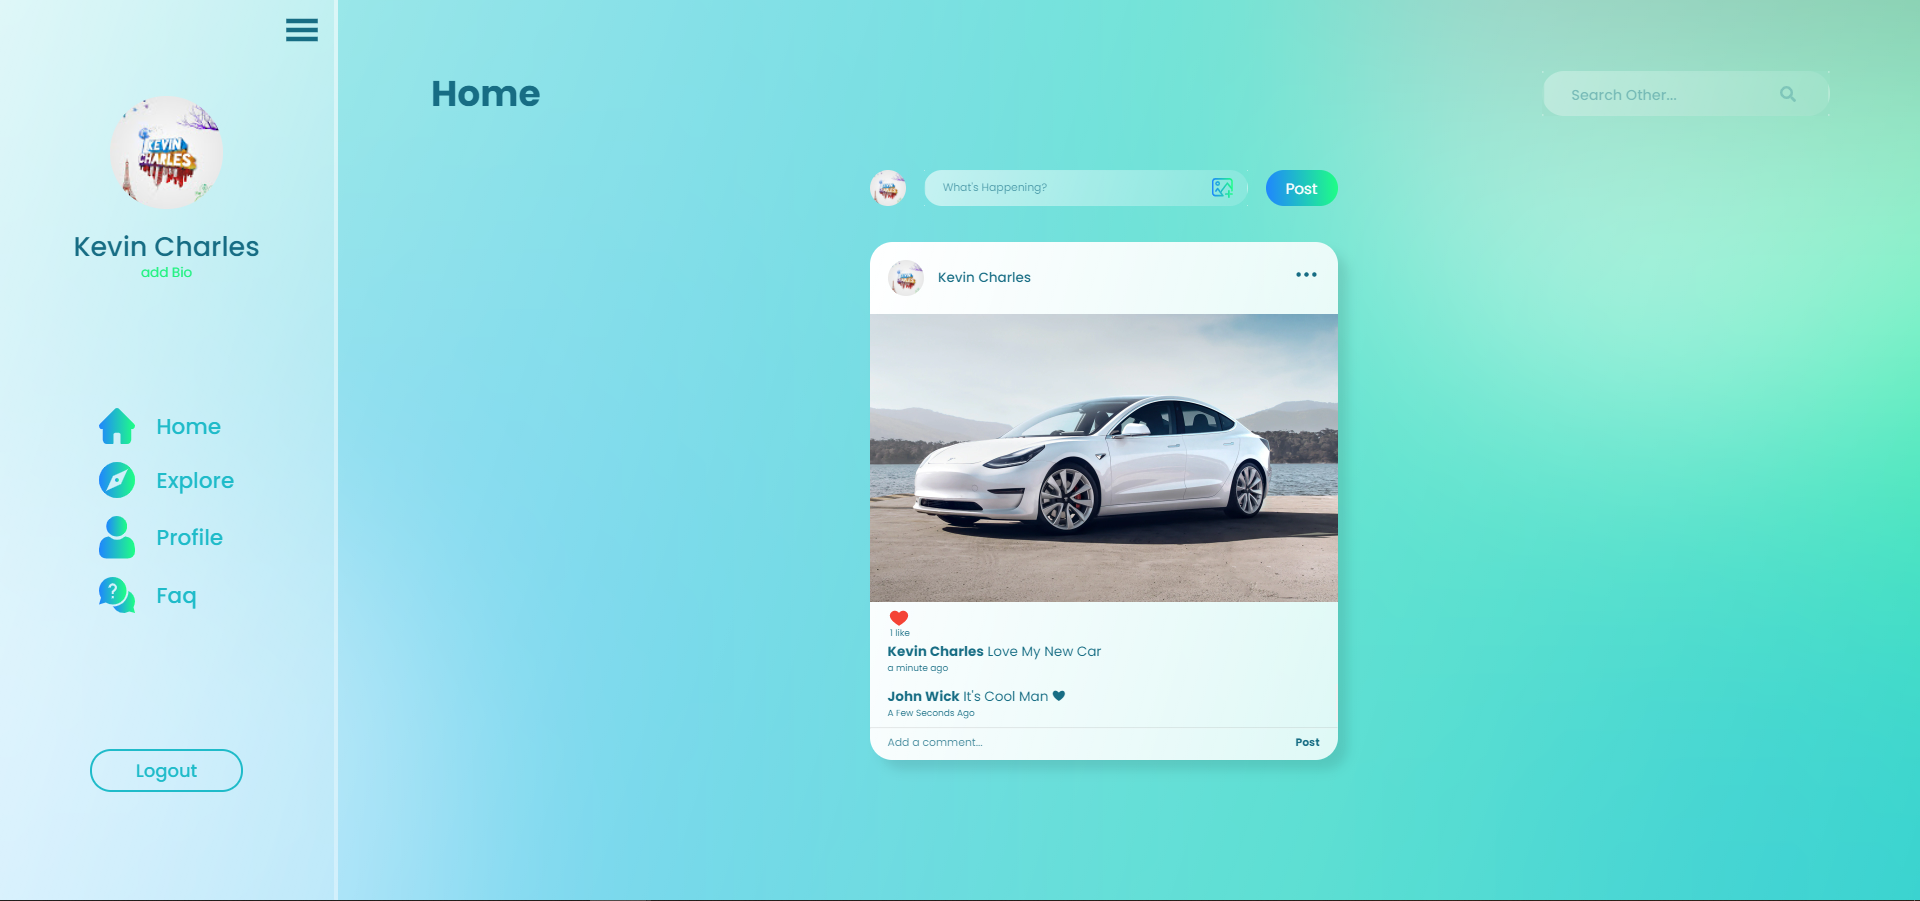 KEVIN
CHARLES
Kevin Charles
add Bio
Home
Explore
Profile
Faq
Logout
Home
Search Other...
What's Happening?
Post
Kevin Charles
1 like
Kevin Charles Love My New Car
a minute ago
John Wick It's Cool Man 🖤
A Few Seconds Ago
Add a comment...
Post